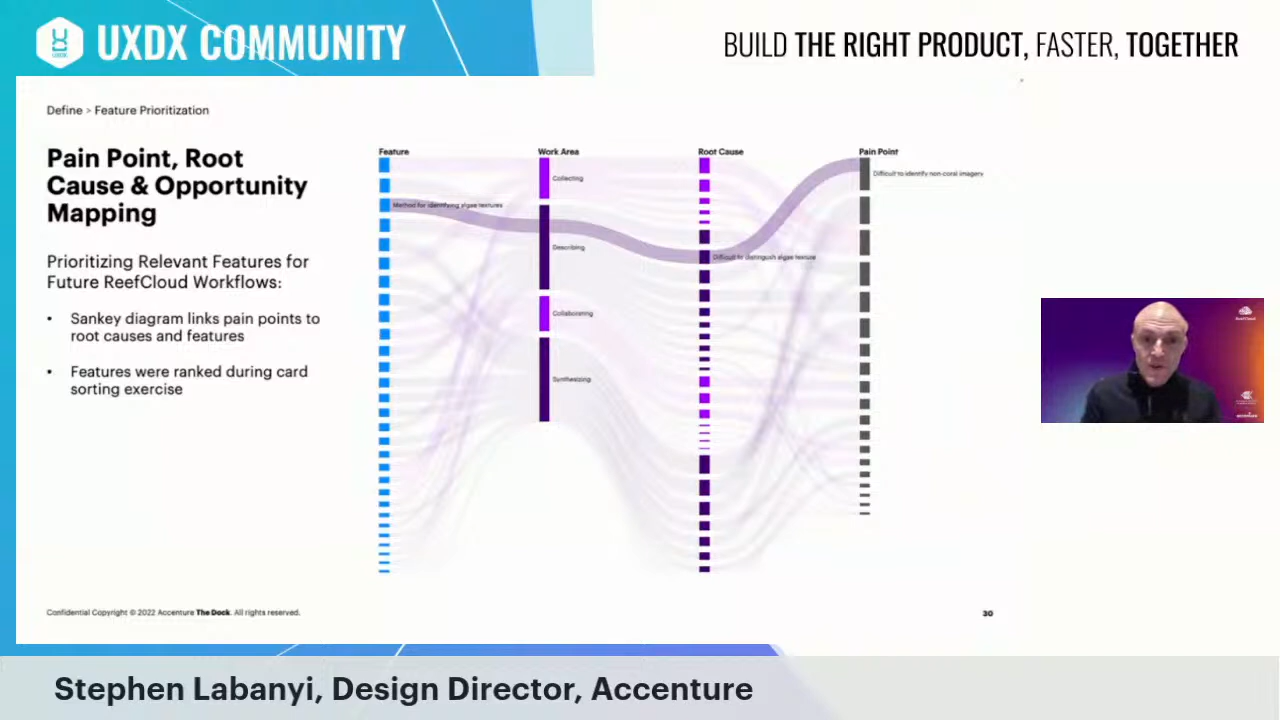 UXDX COMMUNITY
BUILD THE RIGHT PRODUCT, FASTER, TOGETHER
Define > Feature Prioritization
Pain Point, Root
Cause & Opportunity
Mapping
Prioritizing Relevant Features for
Future ReefCloud Workflows:
• Sankey diagram links pain points to
root causes and features
• Features were ranked during card
sorting exercise
Feature
Work Area
Root Cause
Pain Point
Method for identifying algae textures
Collecting
Describing
Collaborating
Synthesizing
Difficult to distinguish algae texture
Difficult to identify non-coral imagery
Confidential Copyright © 2022 Accenture The Dock. All rights reserved.
30
Stephen Labanyi, Design Director, Accenture